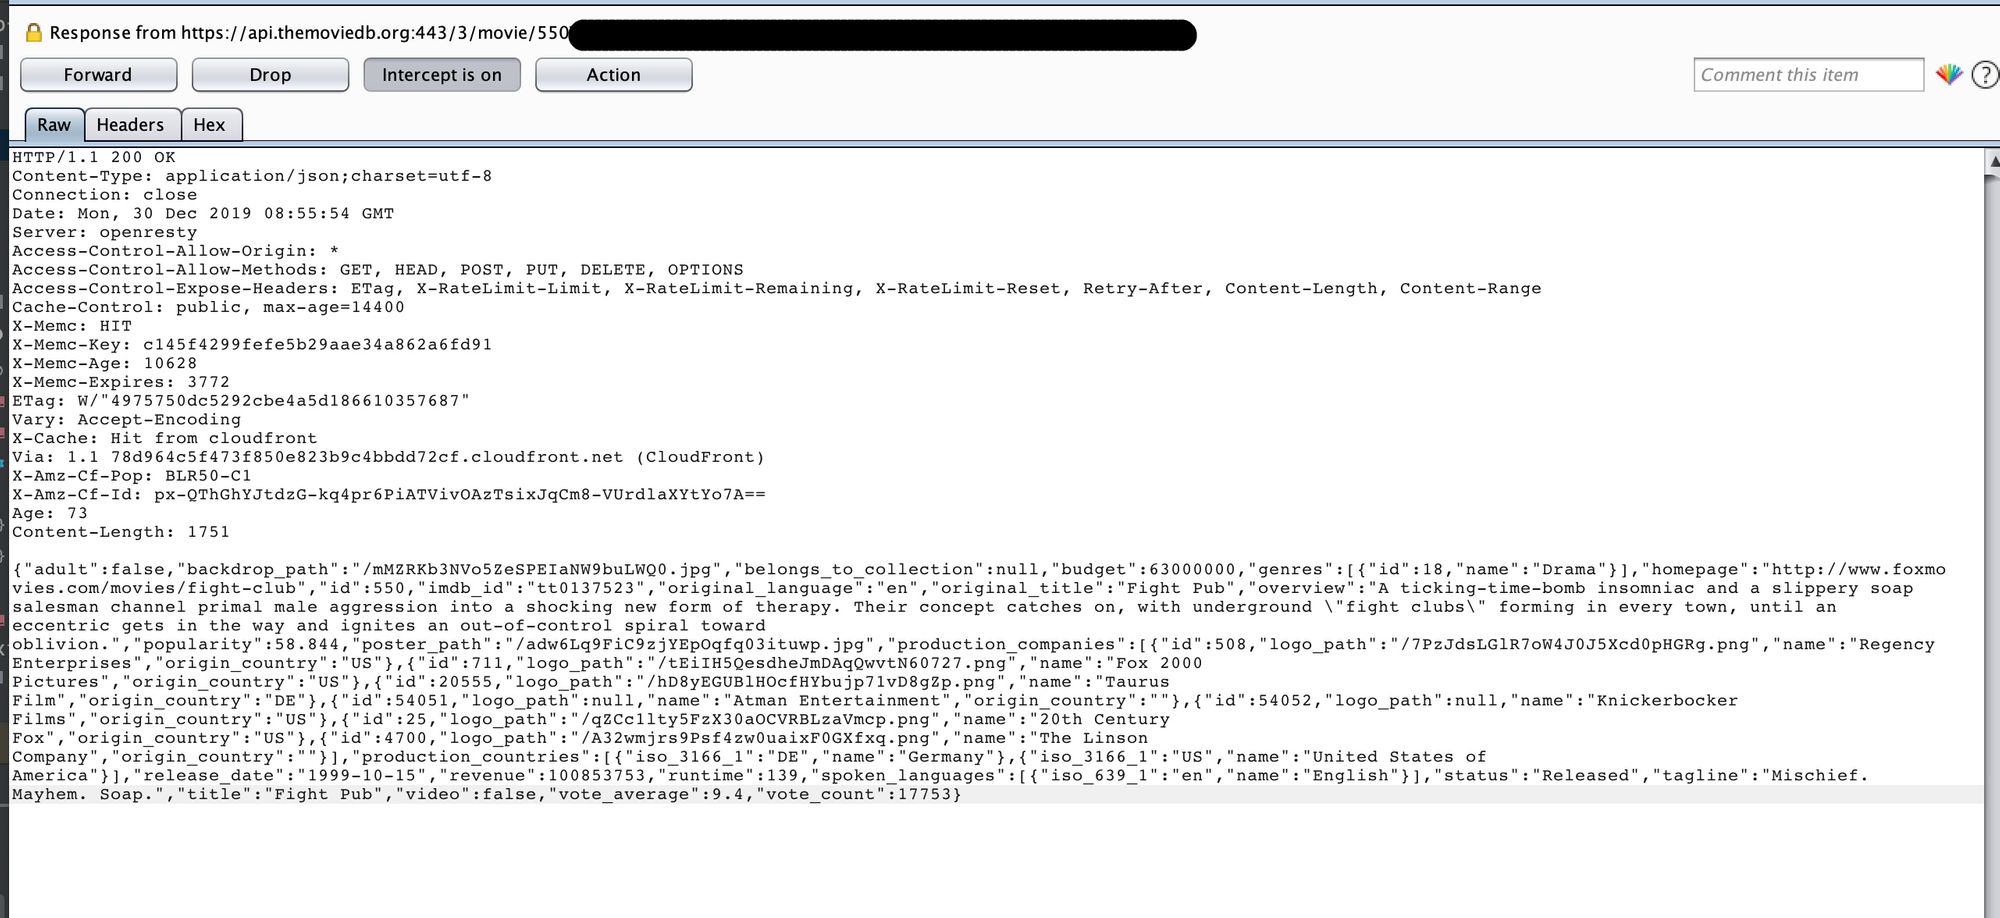 Response from https://api.themoviedb.org:443/3/movie/550
Forward Drop Intercept is on Action Comment this item ?
Raw Headers Hex
HTTP/1.1 200 OK
Content-Type: application/json;charset=utf-8
Connection: close
Date: Mon, 30 Dec 2019 08:55:54 GMT
Server: openresty
Access-Control-Allow-Origin: *
Access-Control-Allow-Methods: GET, HEAD, POST, PUT, DELETE, OPTIONS
Access-Control-Expose-Headers: ETag, X-RateLimit-Limit, X-RateLimit-Remaining, X-RateLimit-Reset, Retry-After, Content-Length, Content-Range
Cache-Control: public, max-age=14400
X-Memc: HIT
X-Memc-Key: c145f4299fefe5b29aae34a862a6fd91
X-Memc-Age: 10628
X-Memc-Expires: 3772
ETag: W/"4975750dc5292cbe4a5d186610357687"
Vary: Accept-Encoding
X-Cache: Hit from cloudfront
Via: 1.1 78d964c5f473f850e823b9c4bbdd72cf.cloudfront.net (CloudFront)
X-Amz-Cf-Pop: BLR50-C1
X-Amz-Cf-Id: px-QThGhYJtdzG-kq4pr6PiATVivOAzTsixJqCm8-VUrdlaXYtYo7A==
Age: 73
Content-Length: 1751
{"adult":false,"backdrop_path":"/mMZRKb3NVo5ZeSPEIaNW9buLWQ0.jpg","belongs_to_collection":null,"budget":63000000,"genres":[{"id":18,"name":"Drama"}],"homepage":"http://www.foxmo
vies.com/movies/fight-club","id":550,"imdb_id":"tt0137523","original_language":"en","original_title":"Fight Pub","overview":"A ticking-time-bomb insomniac and a slippery soap
salesman channel primal male aggression into a shocking new form of therapy. Their concept catches on, with underground \"fight clubs\" forming in every town, until an
eccentric gets in the way and ignites an out-of-control spiral toward
oblivion.","popularity":58.844,"poster_path":"/adw6Lq9FiC9zjYEpOqfq03ituwp.jpg","production_companies":[{"id":508,"logo_path":"/7PzJdsLGlR7oW4J0J5Xcd0pHGRg.png","name":"Regency
Enterprises","origin_country":"US"},{"id":711,"logo_path":"/tEiIH5QesdheJmDAqQwvtN60727.png","name":"Fox 2000
Pictures","origin_country":"US"},{"id":20555,"logo_path":"/hD8yEGUBlHOcfHYbujp71vD8gZp.png","name":"Taurus
Film","origin_country":"DE"},{"id":54051,"logo_path":null,"name":"Atman Entertainment","origin_country":""},{"id":54052,"logo_path":null,"name":"Knickerbocker
Films","origin_country":"US"},{"id":25,"logo_path":"/qZCc1lty5FzX30aOCVRBLzaVmcp.png","name":"20th Century
Fox","origin_country":"US"},{"id":4700,"logo_path":"/A32wmjrs9Psf4zw0uaixF0GXfxq.png","name":"The Linson
Company","origin_country":""}],"production_countries":[{"iso_3166_1":"DE","name":"Germany"},{"iso_3166_1":"US","name":"United States of
America"}],"release_date":"1999-10-15","revenue":100853753,"runtime":139,"spoken_languages":[{"iso_639_1":"en","name":"English"}],"status":"Released","tagline":"Mischief.
Mayhem. Soap.","title":"Fight Pub","video":false,"vote_average":9.4,"vote_count":17753}